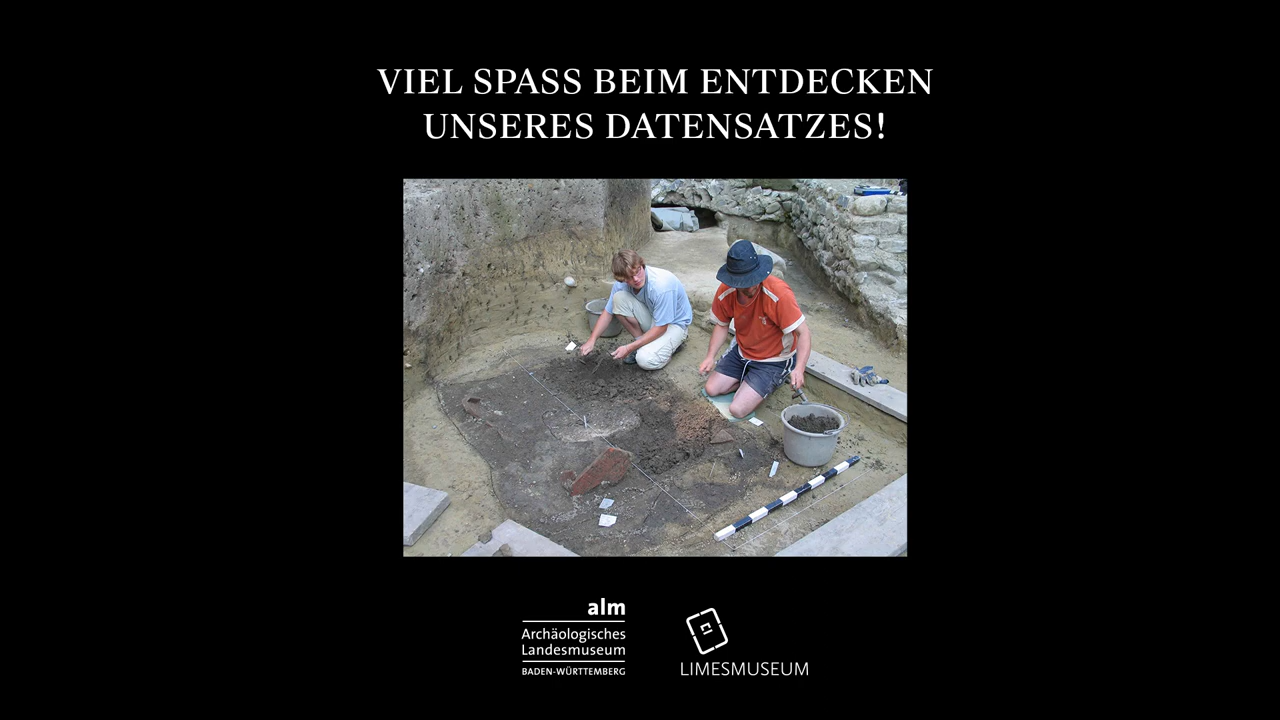 VIEL SPASS BEIM ENTDECKEN
UNSERES DATENSATZES!
alm
Archäologisches
Landesmuseum
BADEN-WÜRTTEMBERG
LIMESMUSEUM